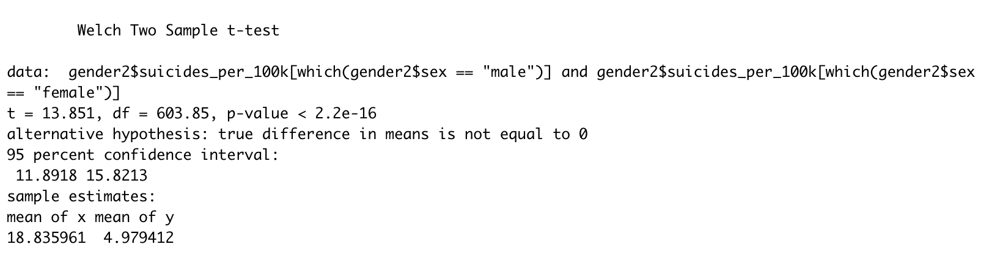 Welch Two Sample t-test
data:  gender2$suicides_per_100k[which(gender2$sex == "male")] and gender2$suicides_per_100k[which(gender2$sex
== "female")]
t = 13.851, df = 603.85, p-value < 2.2e-16
alternative hypothesis: true difference in means is not equal to 0
95 percent confidence interval:
 11.8918 15.8213
sample estimates:
mean of x mean of y
18.835961  4.979412